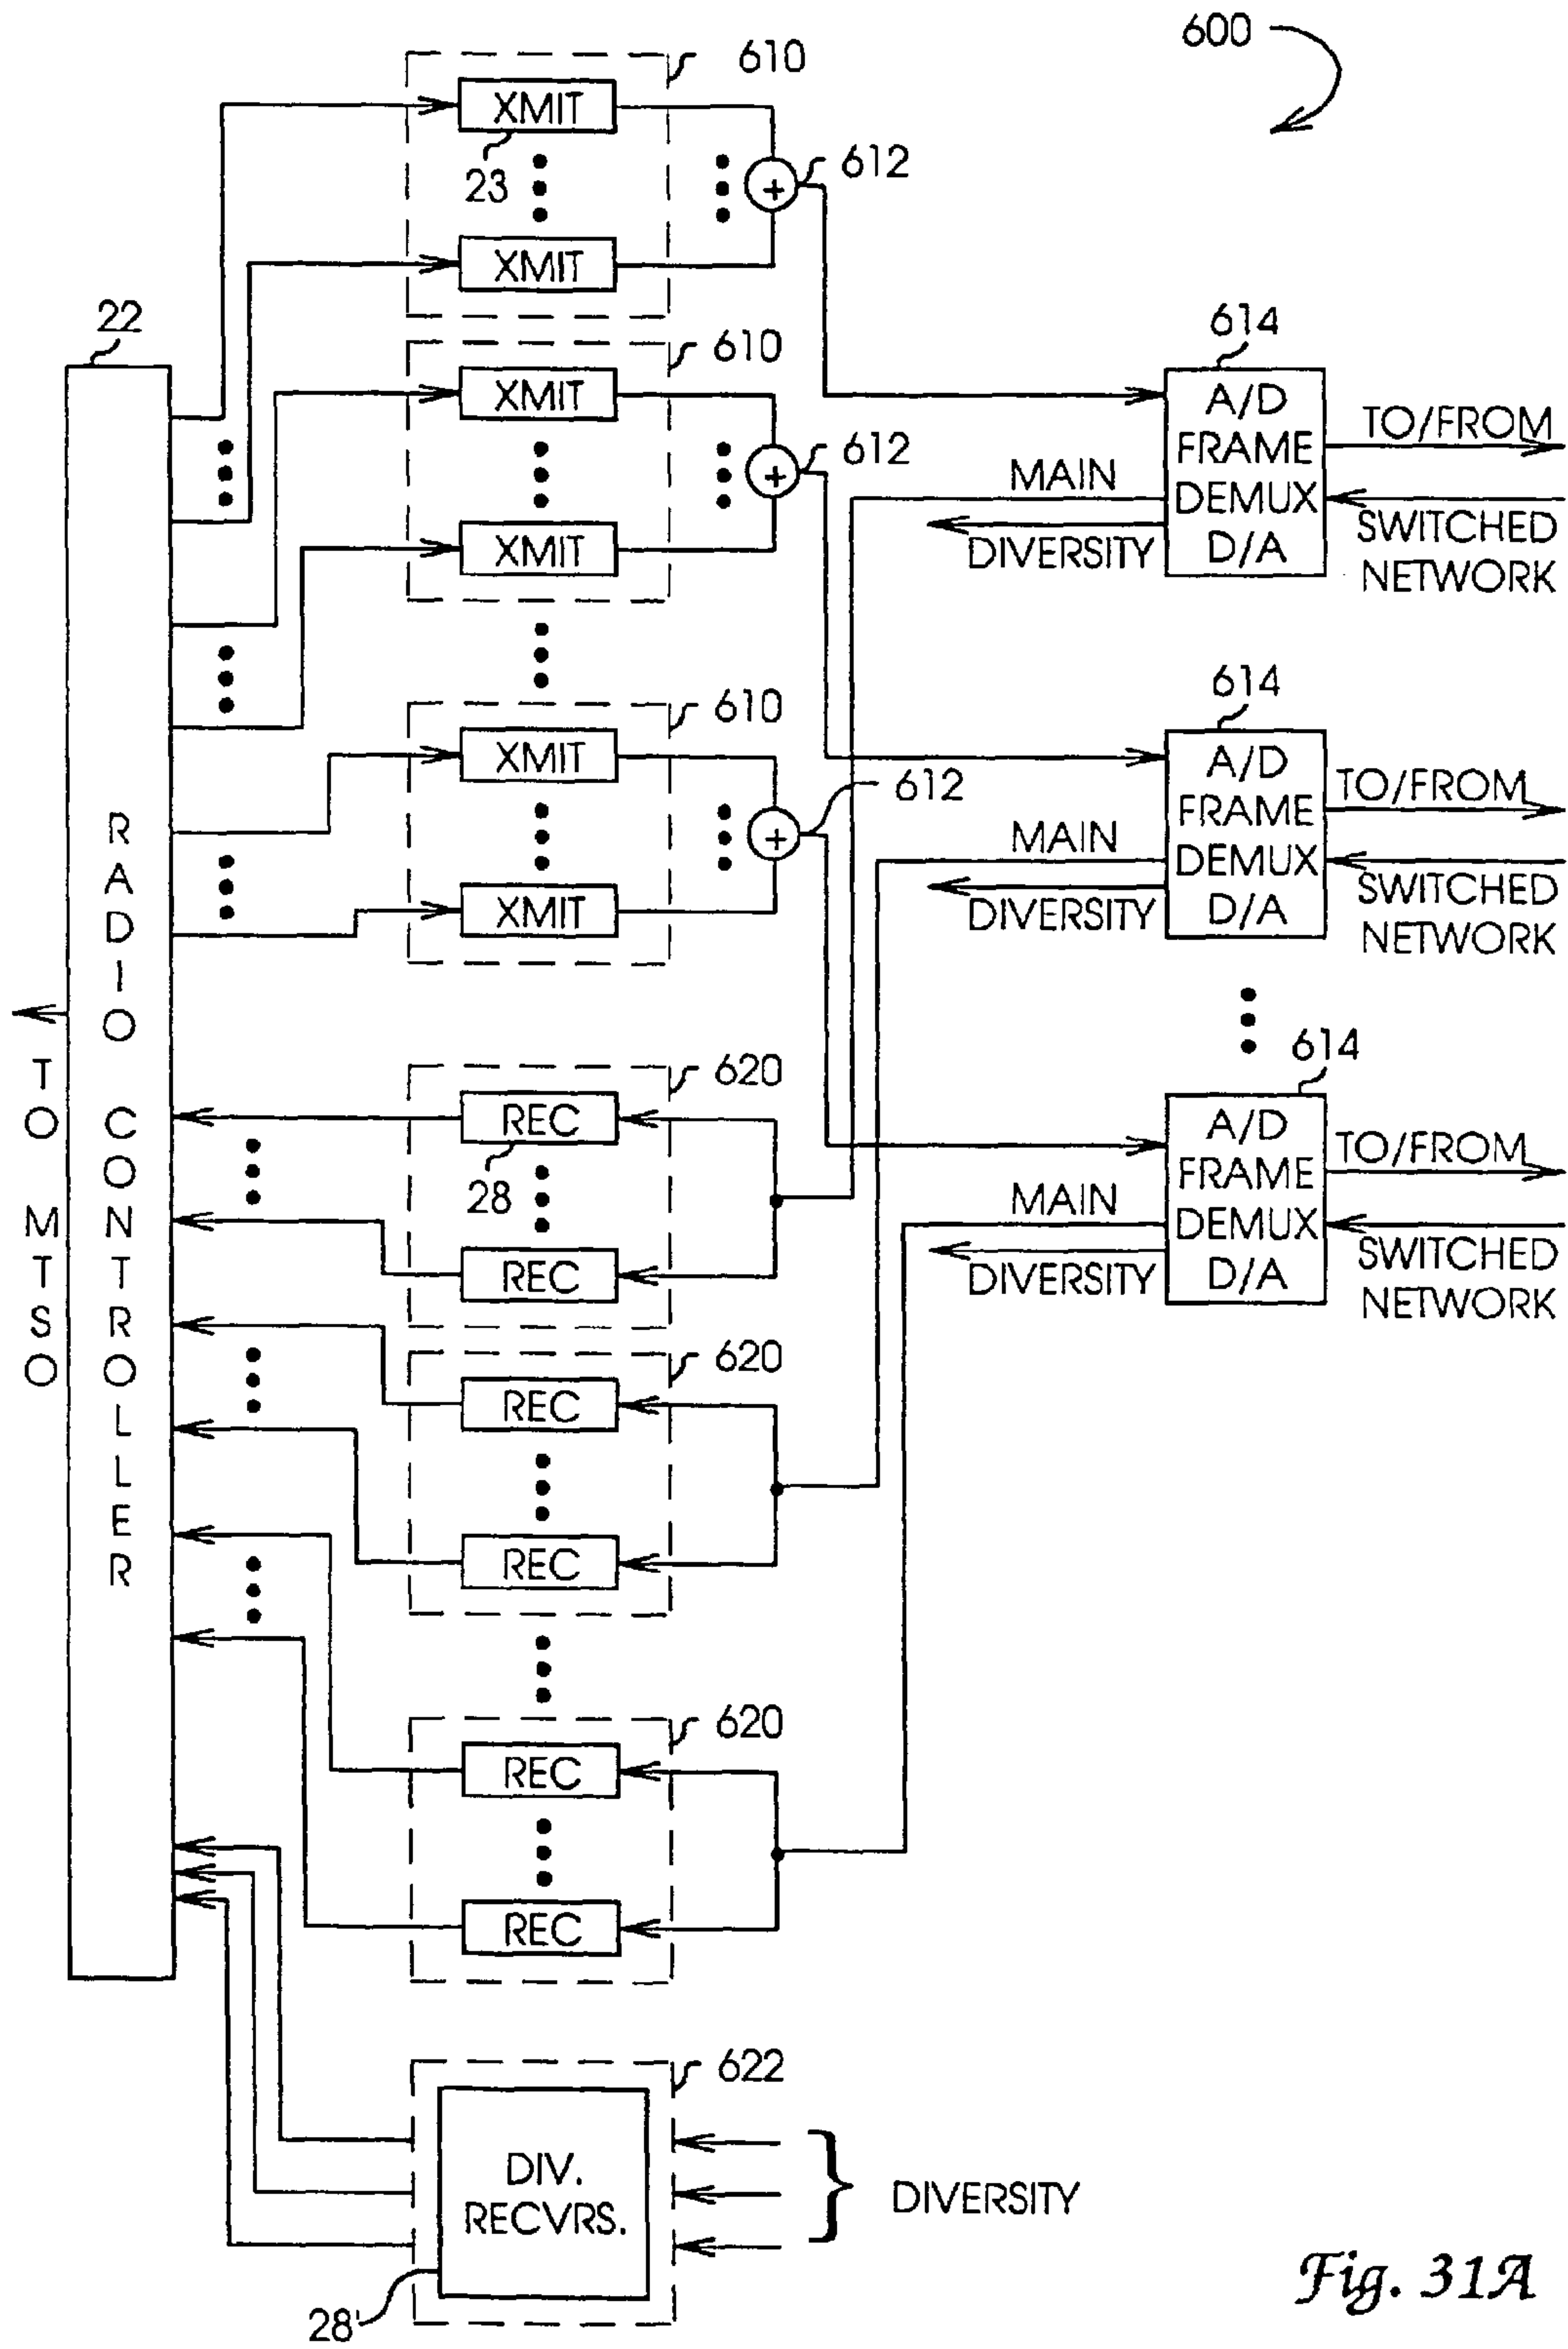 600
610
XMIT
23
612
XMIT
22
610
XMIT
612
XMIT
614
A/D
FRAME
DEMUX
D/A
TO/FROM
SWITCHED
NETWORK
MAIN
DIVERSITY
610
XMIT
612
XMIT
614
A/D
FRAME
DEMUX
D/A
TO/FROM
SWITCHED
NETWORK
MAIN
DIVERSITY
RADIO CONTROLLER
TO MTSO
614
A/D
FRAME
DEMUX
D/A
TO/FROM
SWITCHED
NETWORK
MAIN
DIVERSITY
620
REC
28
REC
620
REC
REC
620
REC
REC
622
DIV.
RECVRS.
28'
DIVERSITY
Fig. 31A